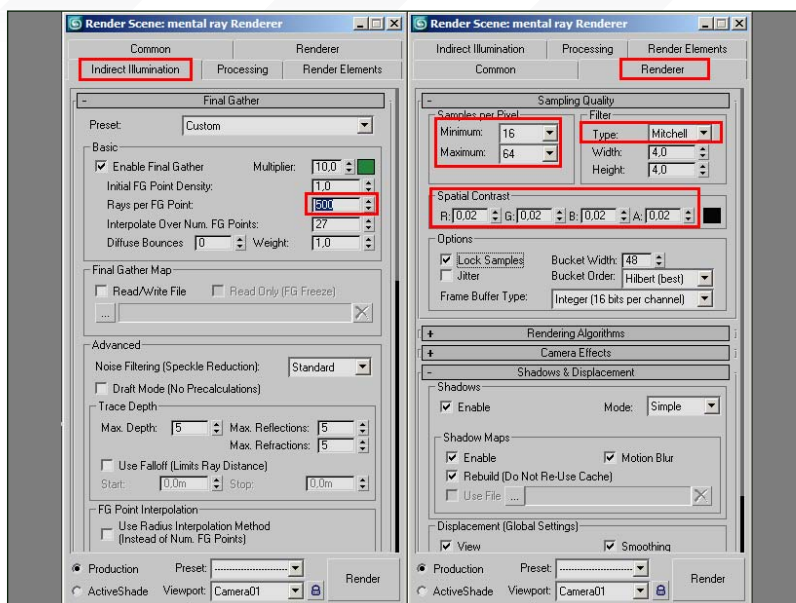 Render Scene: mental ray Renderer
Common Renderer
Indirect Illumination Processing Render Elements
- Final Gather
Preset: Custom
Basic
Enable Final Gather Multiplier: 10,0
Initial FG Point Density: 1,0
Rays per FG Point: 500
Interpolate Over Num. FG Points: 27
Diffuse Bounces 0 Weight: 1,0
Final Gather Map
Read/Write File Read Only (FG Freeze)
...
Advanced
Noise Filtering (Speckle Reduction): Standard
Draft Mode (No Precalculations)
Trace Depth
Max. Depth: 5 Max. Reflections: 5
Max. Refractions: 5
Use Falloff (Limits Ray Distance)
Start: 0,0m Stop: 0,0m
FG Point Interpolation
Use Radius Interpolation Method
(Instead of Num. FG Points)
Production Preset: --------------------
ActiveShade Viewport: Camera01 Render
Render Scene: mental ray Renderer
Indirect Illumination Processing Render Elements
Common Renderer
- Sampling Quality
Samples per Pixel Filter
Minimum: 16 Type: Mitchell
Maximum: 64 Width: 4,0
Height: 4,0
Spatial Contrast
R: 0,02 G: 0,02 B: 0,02 A: 0,02
Options
Lock Samples Bucket Width: 48
Jitter Bucket Order: Hilbert (best)
Frame Buffer Type: Integer (16 bits per channel)
+ Rendering Algorithms
+ Camera Effects
- Shadows & Displacement
Shadows
Enable Mode: Simple
Shadow Maps
Enable Motion Blur
Rebuild (Do Not Re-Use Cache)
Use File ...
Displacement (Global Settings)
View Smoothing
Production Preset: --------------------
ActiveShade Viewport: Camera01 Render